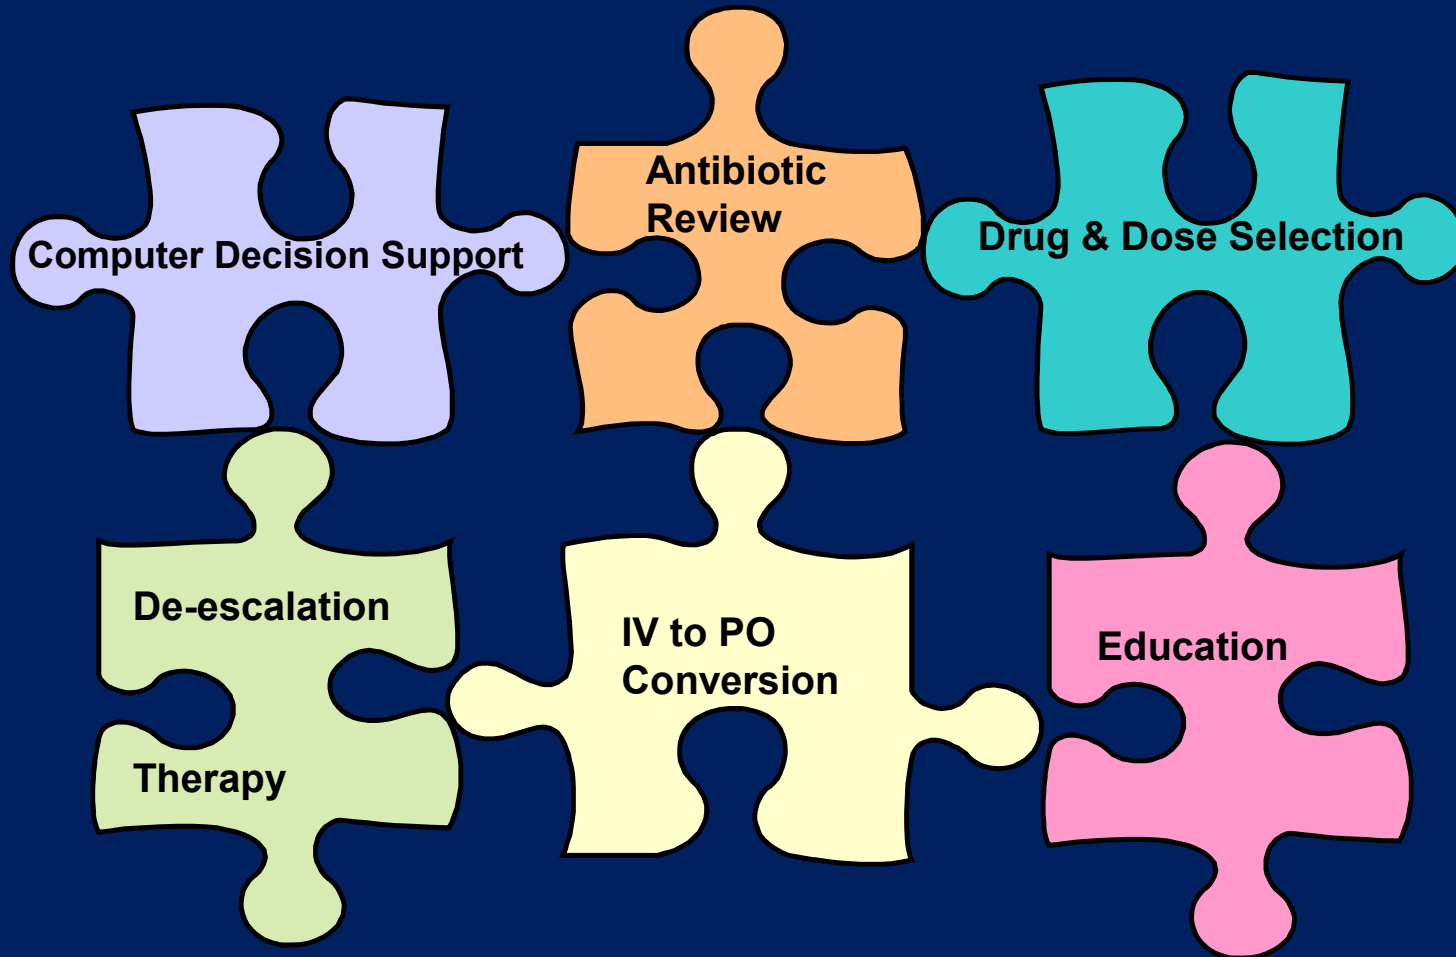 Computer Decision Support
Antibiotic
Review
Drug & Dose Selection
De-escalation
Therapy
IV to PO
Conversion
Education